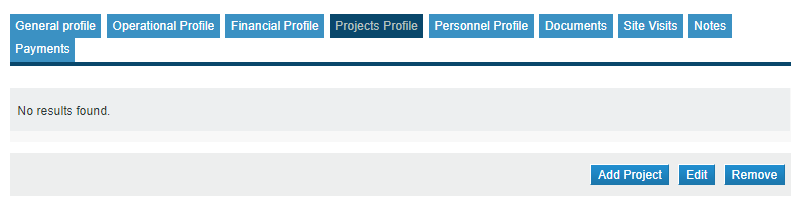 General profile Operational Profile Financial Profile Projects Profile Personnel Profile Documents Site Visits Notes
Payments
No results found.
Add Project Edit Remove